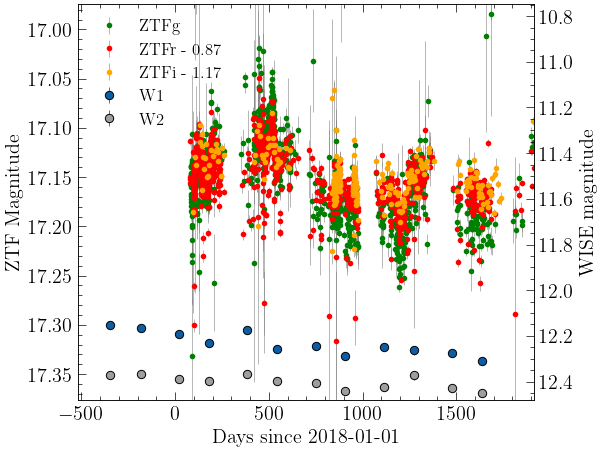 ZTFg
ZTFr - 0.87
ZTFi - 1.17
W1
W2
ZTF Magnitude
17.00
17.05
17.10
17.15
17.20
17.25
17.30
17.35
WISE magnitude
10.8
11.0
11.2
11.4
11.6
11.8
12.0
12.2
12.4
−500
0
500
1000
1500
Days since 2018-01-01